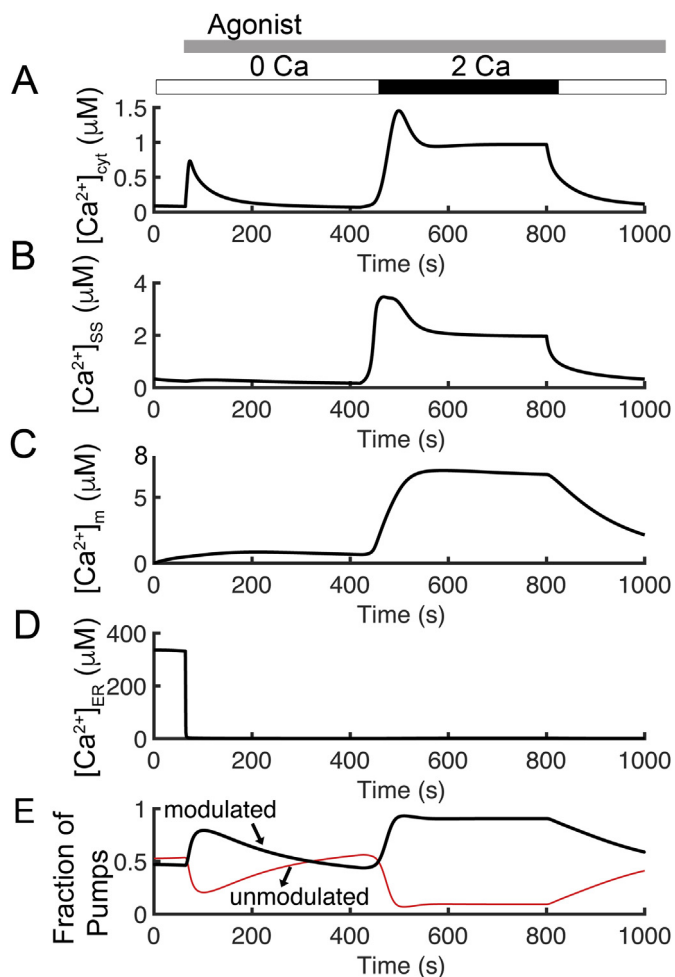 Agonist
0 Ca 2 Ca
A
[Ca²⁺]cyt (μM)
1.5
1
0.5
0
0 200 400 600 800 1000
Time (s)
B
[Ca²⁺]SS (μM)
4
2
0
0 200 400 600 800 1000
Time (s)
C
[Ca²⁺]m (μM)
8
5
0
0 200 400 600 800 1000
Time (s)
D
[Ca²⁺]ER (μM)
400
200
0
0 200 400 600 800 1000
Time (s)
E
Fraction of
Pumps
1
0.5
0
modulated
unmodulated
0 200 400 600 800 1000
Time (s)